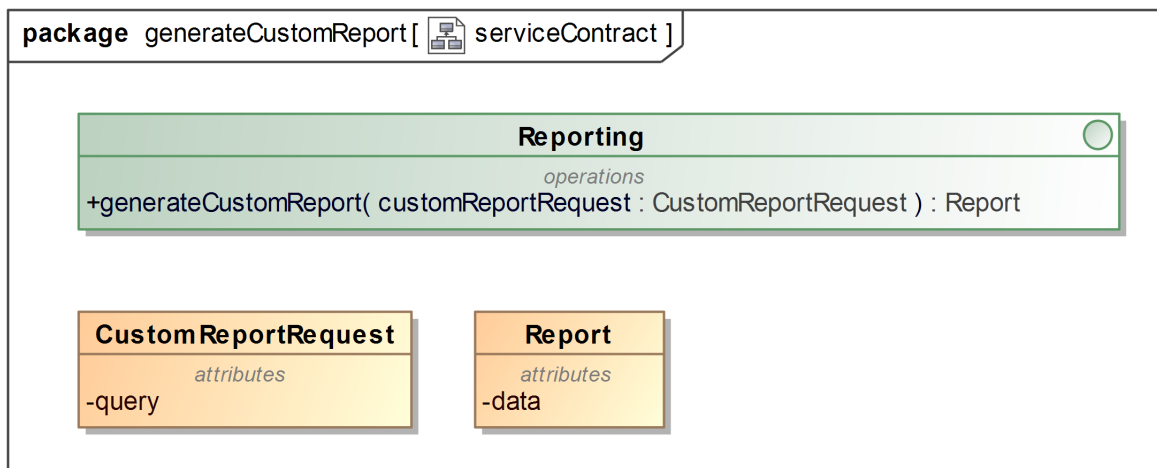 package generateCustomReport [ serviceContract ]
Reporting
operations
+generateCustomReport( customReportRequest : CustomReportRequest ) : Report
CustomReportRequest
attributes
-query
Report
attributes
-data